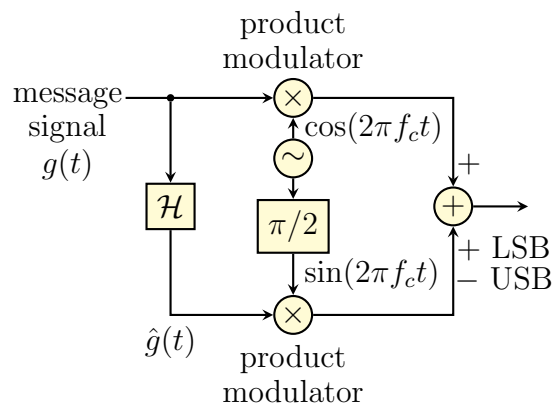 product
modulator
message
signal
g(t)
×
cos(2πf_ct)
∼
+
ℋ
π/2
+
+ LSB
− USB
sin(2πf_ct)
×
ĝ(t)
product
modulator